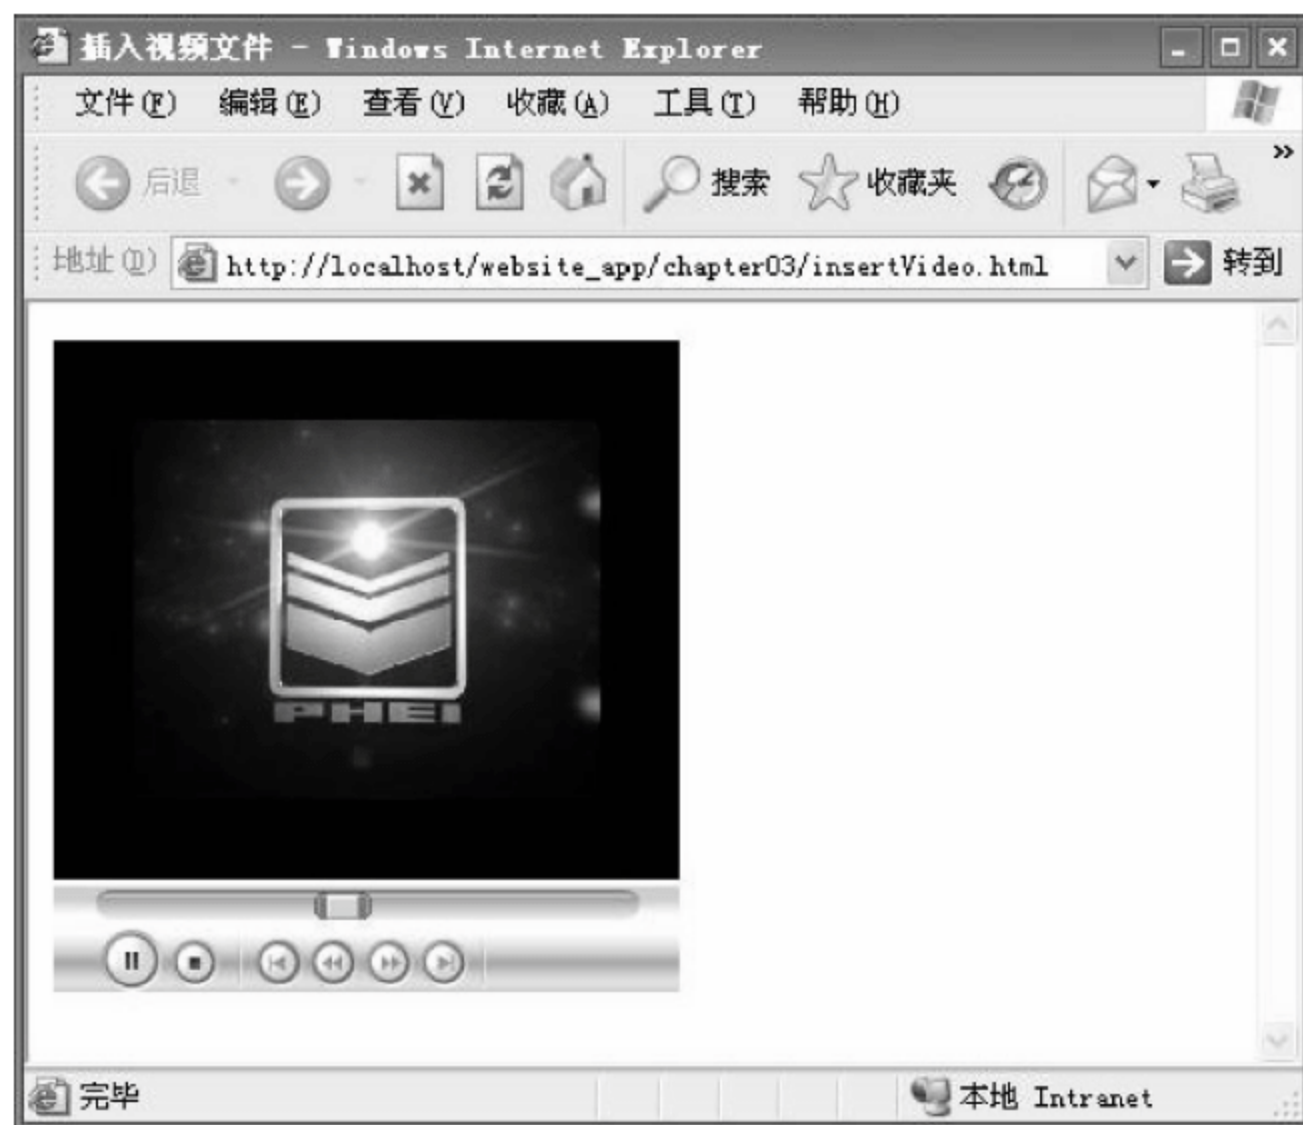 插入视频文件 - Windows Internet Explorer
文件(F) 编辑(E) 查看(V) 收藏(A) 工具(T) 帮助(H)
后退 搜索 收藏夹 »
地址(D) http://localhost/website_app/chapter03/insertVideo.html 转到
PHEI
完毕 本地 Intranet